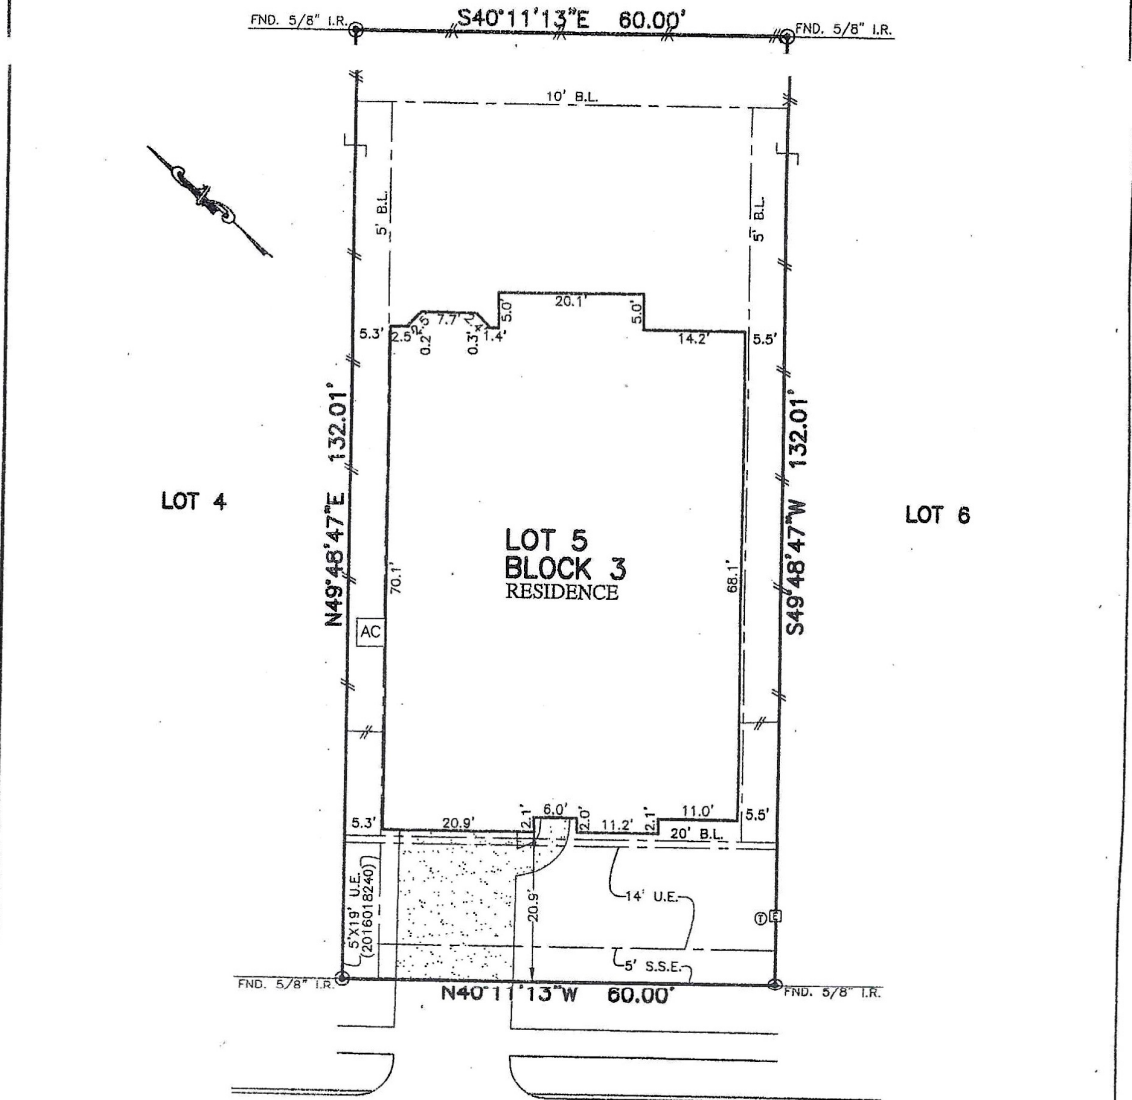 FND. 5/8" I.R.
S40°11'13"E 60.00'
FND. 5/8" I.R.
10' B.L.
5' B.L.
5' B.L.
20.1'
5.0'
5.0'
7.7'
2.5'
5.3'
2.5'
0.2'
0.3'
1.4'
14.2'
5.5'
N49°48'47"E 132.01'
S49°48'47"W 132.01'
LOT 4
LOT 6
LOT 5
BLOCK 3
RESIDENCE
70.1'
68.1'
AC
5.3'
20.9'
2.1'
6.0'
2.0'
11.2'
2.1'
11.0'
5.5'
20' B.L.
5'X19' U.E.
(2016018240)
20.9'
14' U.E.
T
E
5' S.S.E.
FND. 5/8" I.R.
N40°11'13"W 60.00'
FND. 5/8" I.R.